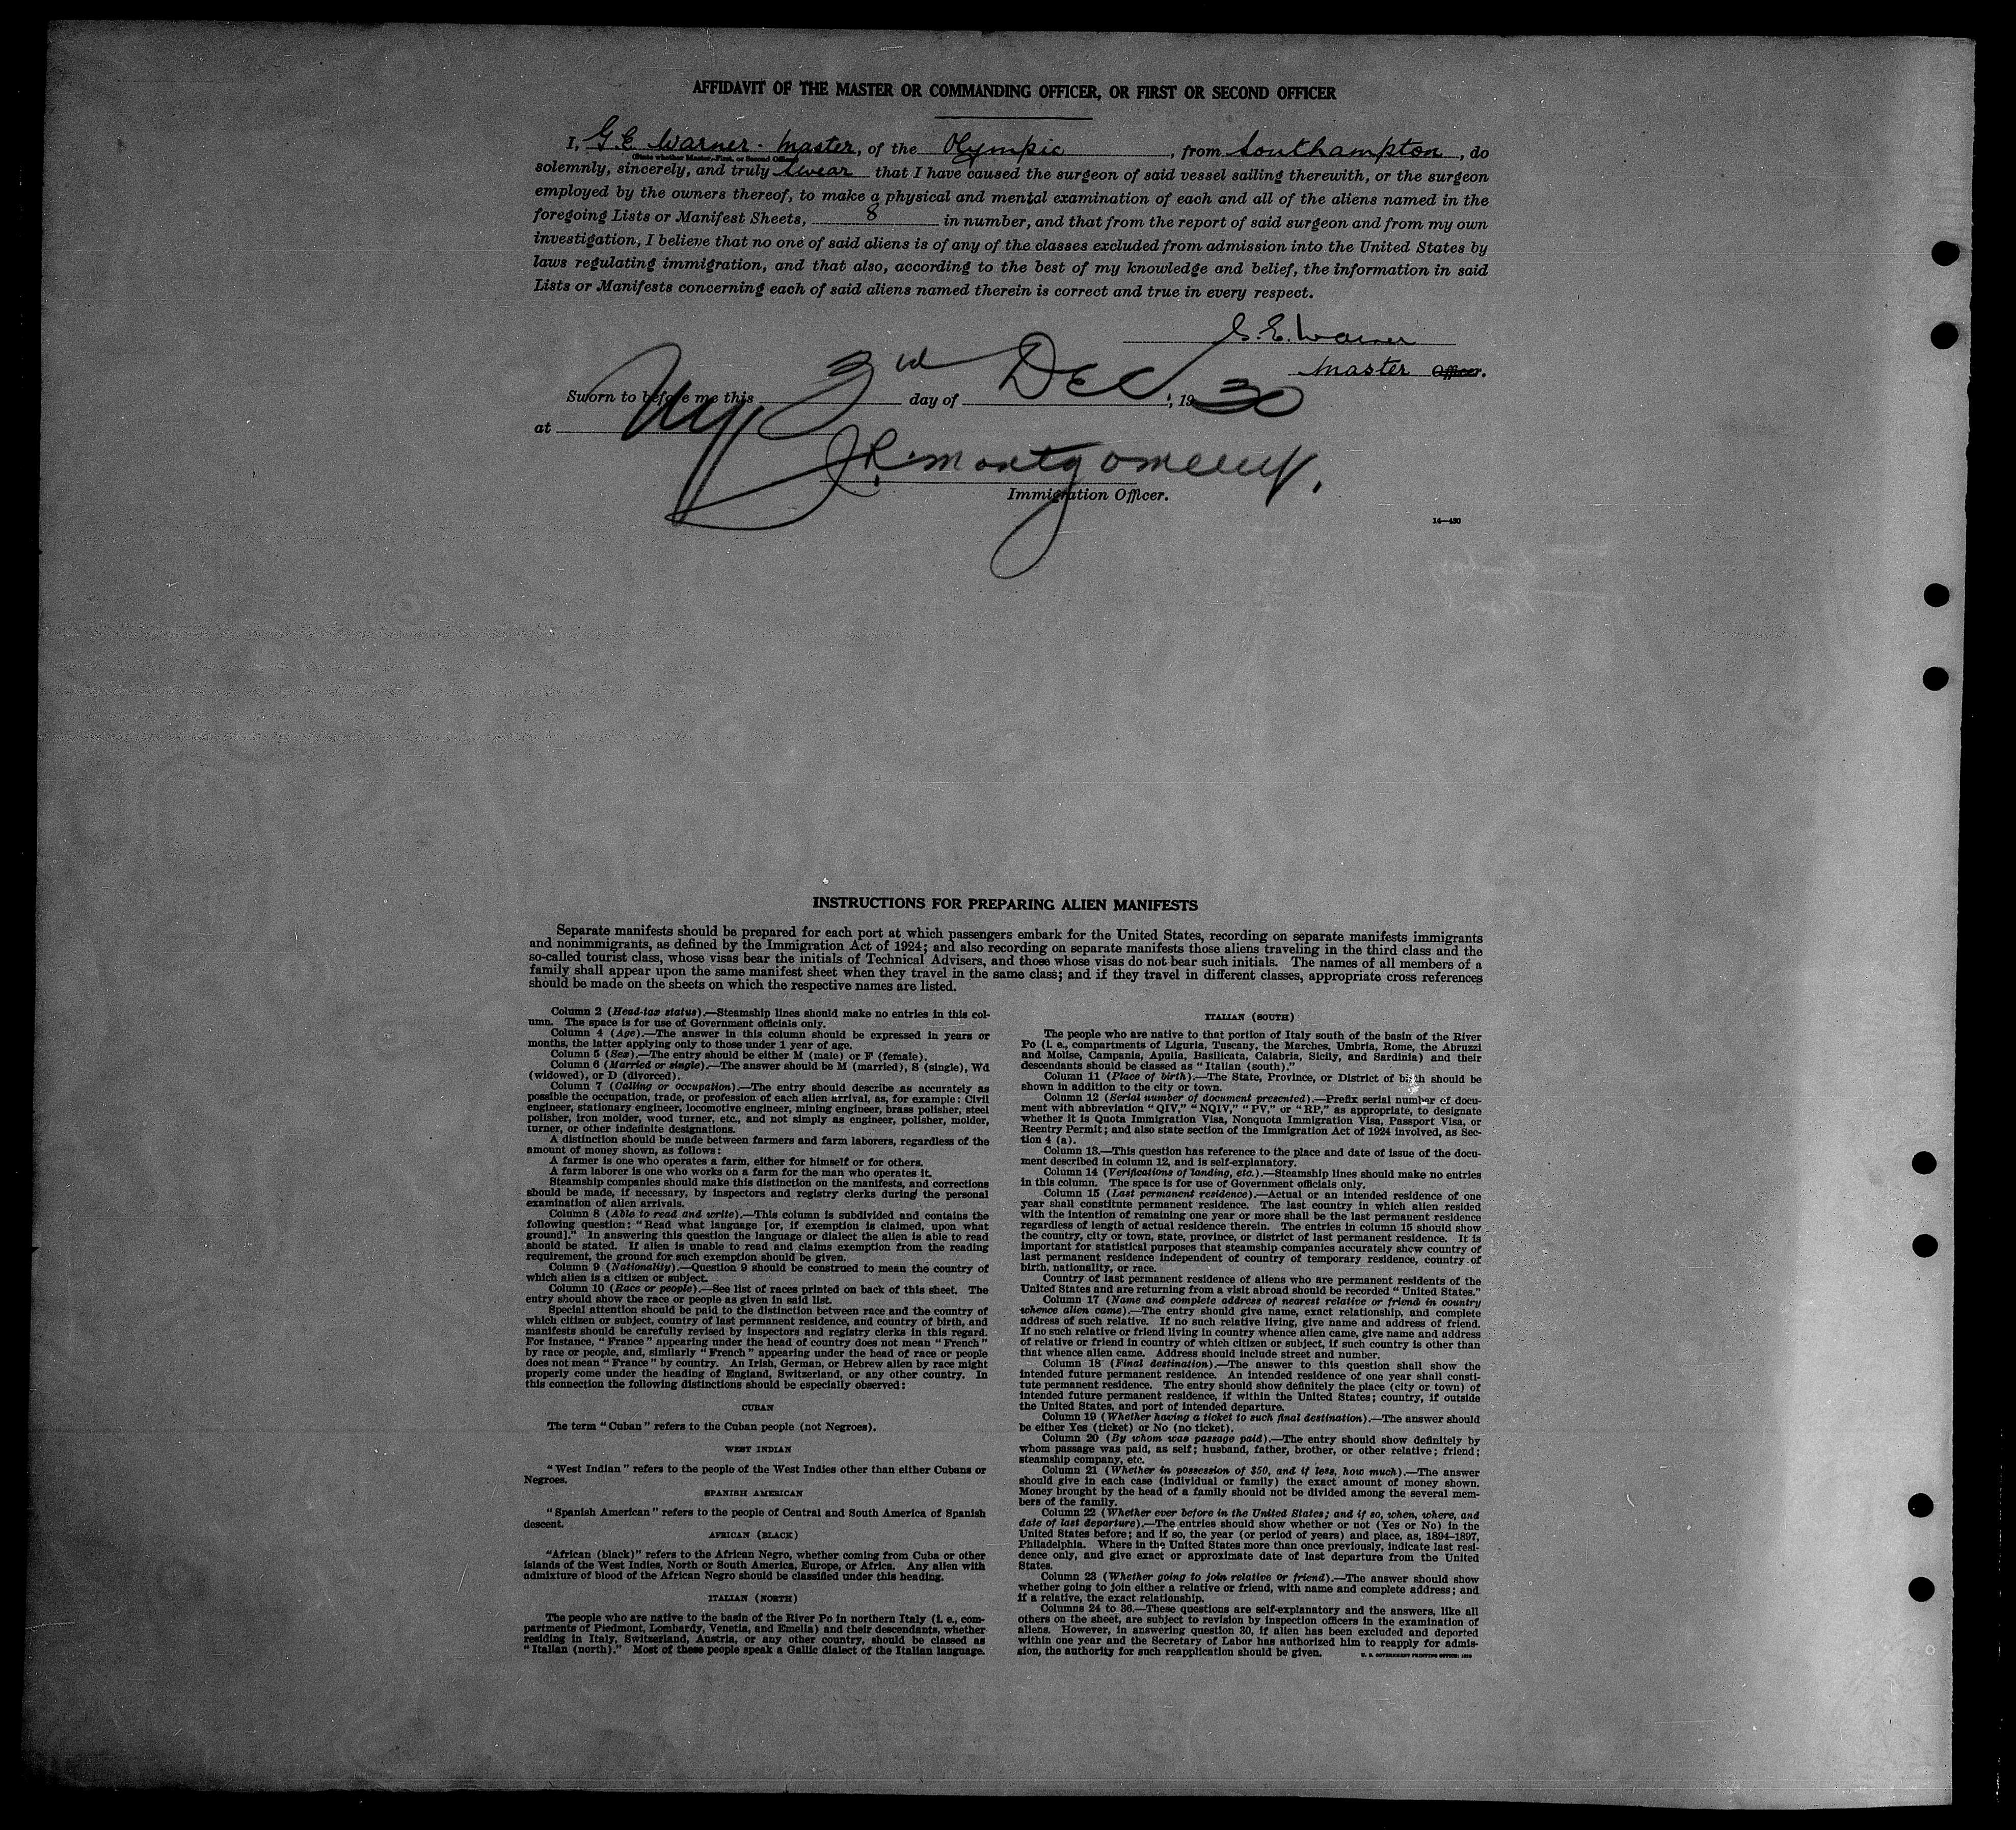 AFFIDAVIT OF THE MASTER OR COMMANDING OFFICER, OR FIRST OR SECOND OFFICER
I, G.E. Warner - Master, of the Olympic, from Southampton, do
(State whether Master, First, or Second Officer)
solemnly, sincerely, and truly swear that I have caused the surgeon of said vessel sailing therewith, or the surgeon
employed by the owners thereof, to make a physical and mental examination of each and all of the aliens named in the
foregoing Lists or Manifest Sheets, 8 in number, and that from the report of said surgeon and from my own
investigation, I believe that no one of said aliens is of any of the classes excluded from admission into the United States by
laws regulating immigration, and that also, according to the best of my knowledge and belief, the information in said
Lists or Manifests concerning each of said aliens named therein is correct and true in every respect.
G. E. Warner
Master Officer.
Sworn to before me this 3rd day of Dec, 1930
at NY
J.R. Montgomery.
Immigration Officer.
14—430
INSTRUCTIONS FOR PREPARING ALIEN MANIFESTS
Separate manifests should be prepared for each port at which passengers embark for the United States, recording on separate manifests immigrants
and nonimmigrants, as defined by the Immigration Act of 1924; and also recording on separate manifests those aliens traveling in the third class and the
so-called tourist class, whose visas bear the initials of Technical Advisers, and those whose visas do not bear such initials. The names of all members of a
family shall appear upon the same manifest sheet when they travel in the same class; and if they travel in different classes, appropriate cross references
should be made on the sheets on which the respective names are listed.
Column 2 (Head-tax status).—Steamship lines should make no entries in this col-
umn. The space is for use of Government officials only.
Column 4 (Age).—The answer in this column should be expressed in years or
months, the latter applying only to those under 1 year of age.
Column 5 (Sex).—The entry should be either M (male) or F (female).
Column 6 (Married or single).—The answer should be M (married), S (single), Wd
(widowed), or D (divorced).
Column 7 (Calling or occupation).—The entry should describe as accurately as
possible the occupation, trade, or profession of each alien arrival, as, for example: Civil
engineer, stationary engineer, locomotive engineer, mining engineer, brass polisher, steel
polisher, iron molder, wood turner, etc., and not simply as engineer, polisher, molder,
turner, or other indefinite designations.
A distinction should be made between farmers and farm laborers, regardless of the
amount of money shown, as follows:
A farmer is one who operates a farm, either for himself or for others.
A farm laborer is one who works on a farm for the man who operates it.
Steamship companies should make this distinction on the manifests, and corrections
should be made, if necessary, by inspectors and registry clerks during the personal
examination of alien arrivals.
Column 8 (Able to read and write).—This column is subdivided and contains the
following question: "Read what language [or, if exemption is claimed, upon what
ground]." In answering this question the language or dialect the alien is able to read
should be stated. If alien is unable to read and claims exemption from the reading
requirement, the ground for such exemption should be given.
Column 9 (Nationality).—Question 9 should be construed to mean the country of
which alien is a citizen or subject.
Column 10 (Race or people).—See list of races printed on back of this sheet. The
entry should show the race or people as given in said list.
Special attention should be paid to the distinction between race and the country of
which citizen or subject, country of last permanent residence, and country of birth, and
manifests should be carefully revised by inspectors and registry clerks in this regard.
For instance, "France" appearing under the head of country does not mean "French"
by race or people, and, similarly "French" appearing under the head of race or people
does not mean "France" by country. An Irish, German, or Hebrew alien by race might
properly come under the heading of England, Switzerland, or any other country. In
this connection the following distinctions should be especially observed:
CUBAN
The term "Cuban" refers to the Cuban people (not Negroes).
WEST INDIAN
"West Indian" refers to the people of the West Indies other than either Cubans or
Negroes.
SPANISH AMERICAN
"Spanish American" refers to the people of Central and South America of Spanish
descent.
AFRICAN (BLACK)
"African (black)" refers to the African Negro, whether coming from Cuba or other
islands of the West Indies, North or South America, Europe, or Africa. Any alien with
admixture of blood of the African Negro should be classified under this heading.
ITALIAN (NORTH)
The people who are native to the basin of the River Po in northern Italy (i. e., com-
partments of Piedmont, Lombardy, Venetia, and Emelia) and their descendants, whether
residing in Italy, Switzerland, Austria, or any other country, should be classed as
"Italian (north)." Most of these people speak a Gallic dialect of the Italian language.
ITALIAN (SOUTH)
The people who are native to that portion of Italy south of the basin of the River
Po (i. e., compartments of Liguria, Tuscany, the Marches, Umbria, Rome, the Abruzzi
and Molise, Campania, Apulia, Basilicata, Calabria, Sicily, and Sardinia) and their
descendants should be classed as "Italian (south)."
Column 11 (Place of birth).—The State, Province, or District of birth should be
shown in addition to the city or town.
Column 12 (Serial number of document presented).—Prefix serial number of docu-
ment with abbreviation "QIV," "NQIV," "PV," or "RP," as appropriate, to designate
whether it is Quota Immigration Visa, Nonquota Immigration Visa, Passport Visa, or
Reentry Permit; and also state section of the Immigration Act of 1924 involved, as Sec-
tion 4 (a).
Column 13.—This question has reference to the place and date of issue of the docu-
ment described in column 12, and is self-explanatory.
Column 14 (Verifications of landing, etc.).—Steamship lines should make no entries
in this column. The space is for use of Government officials only.
Column 15 (Last permanent residence).—Actual or an intended residence of one
year shall constitute permanent residence. The last country in which alien resided
with the intention of remaining one year or more shall be the last permanent residence
regardless of length of actual residence therein. The entries in column 15 should show
the country, city or town, state, province, or district of last permanent residence. It is
important for statistical purposes that steamship companies accurately show country of
last permanent residence independent of country of temporary residence, country of
birth, nationality, or race.
Country of last permanent residence of aliens who are permanent residents of the
United States and are returning from a visit abroad should be recorded "United States."
Column 17 (Name and complete address of nearest relative or friend in country
whence alien came).—The entry should give name, exact relationship, and complete
address of such relative. If no such relative living, give name and address of friend.
If no such relative or friend living in country whence alien came, give name and address
of relative or friend in country of which citizen or subject, if such country is other than
that whence alien came. Address should include street and number.
Column 18 (Final destination).—The answer to this question shall show the
intended future permanent residence. An intended residence of one year shall consti-
tute permanent residence. The entry should show definitely the place (city or town) of
intended future permanent residence, if within the United States; country, if outside
the United States, and port of intended departure.
Column 19 (Whether having a ticket to such final destination).—The answer should
be either Yes (ticket) or No (no ticket).
Column 20 (By whom was passage paid).—The entry should show definitely by
whom passage was paid, as self; husband, father, brother, or other relative; friend;
steamship company, etc.
Column 21 (Whether in possession of $50, and if less, how much).—The answer
should give in each case (individual or family) the exact amount of money shown.
Money brought by the head of a family should not be divided among the several mem-
bers of the family.
Column 22 (Whether ever before in the United States; and if so, when, where, and
date of last departure).—The entries should show whether or not (Yes or No) in the
United States before; and if so, the year (or period of years) and place, as, 1894–1897,
Philadelphia. Where in the United States more than once previously, indicate last resi-
dence only, and give exact or approximate date of last departure from the United
States.
Column 23 (Whether going to join relative or friend).—The answer should show
whether going to join either a relative or friend, with name and complete address; and
if a relative, the exact relationship.
Columns 24 to 36.—These questions are self-explanatory and the answers, like all
others on the sheet, are subject to revision by inspection officers in the examination of
aliens. However, in answering question 30, if alien has been excluded and deported
within one year and the Secretary of Labor has authorized him to reapply for admis-
sion, the authority for such reapplication should be given.
U. S. GOVERNMENT PRINTING OFFICE: